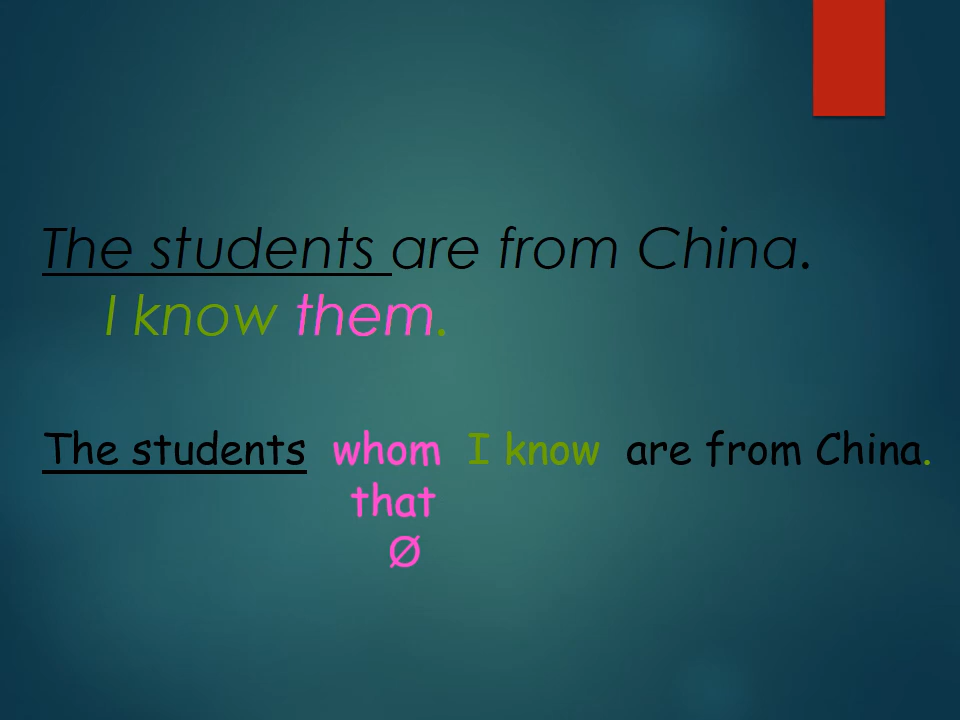 The students are from China.
I know them.
The students whom I know are from China.
that
Ø